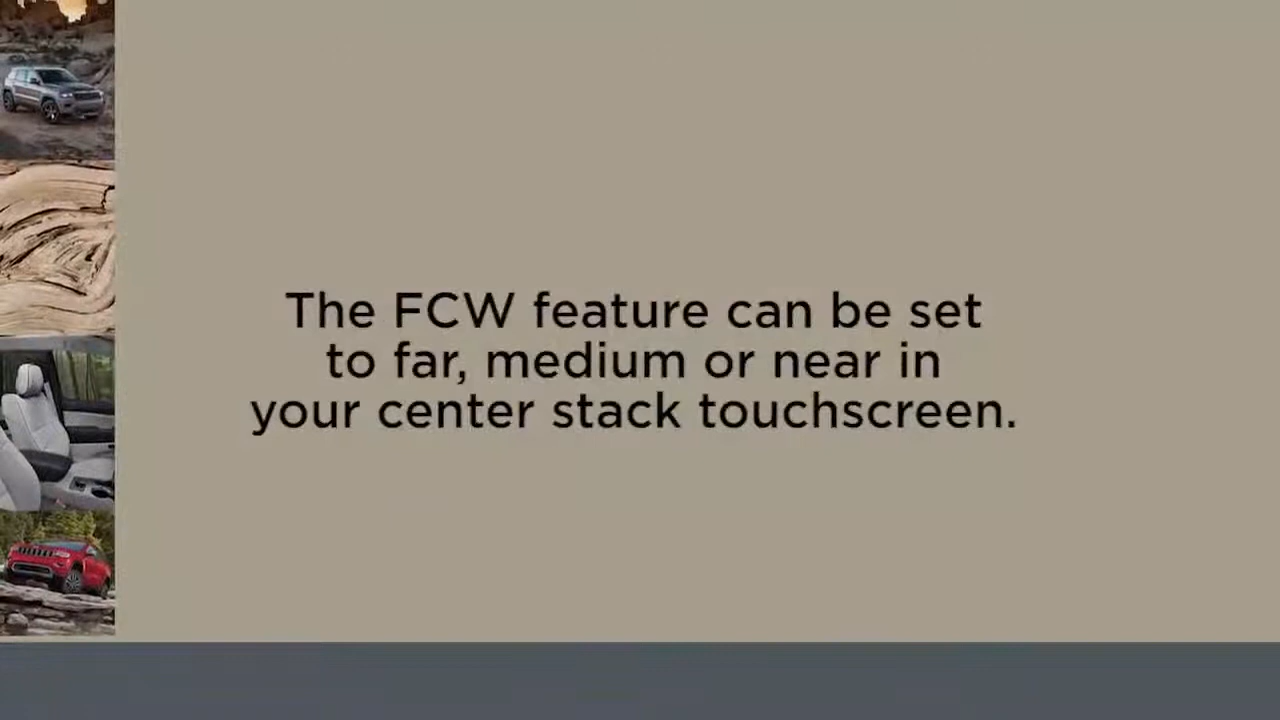 The FCW feature can be set
to far, medium or near in
your center stack touchscreen.